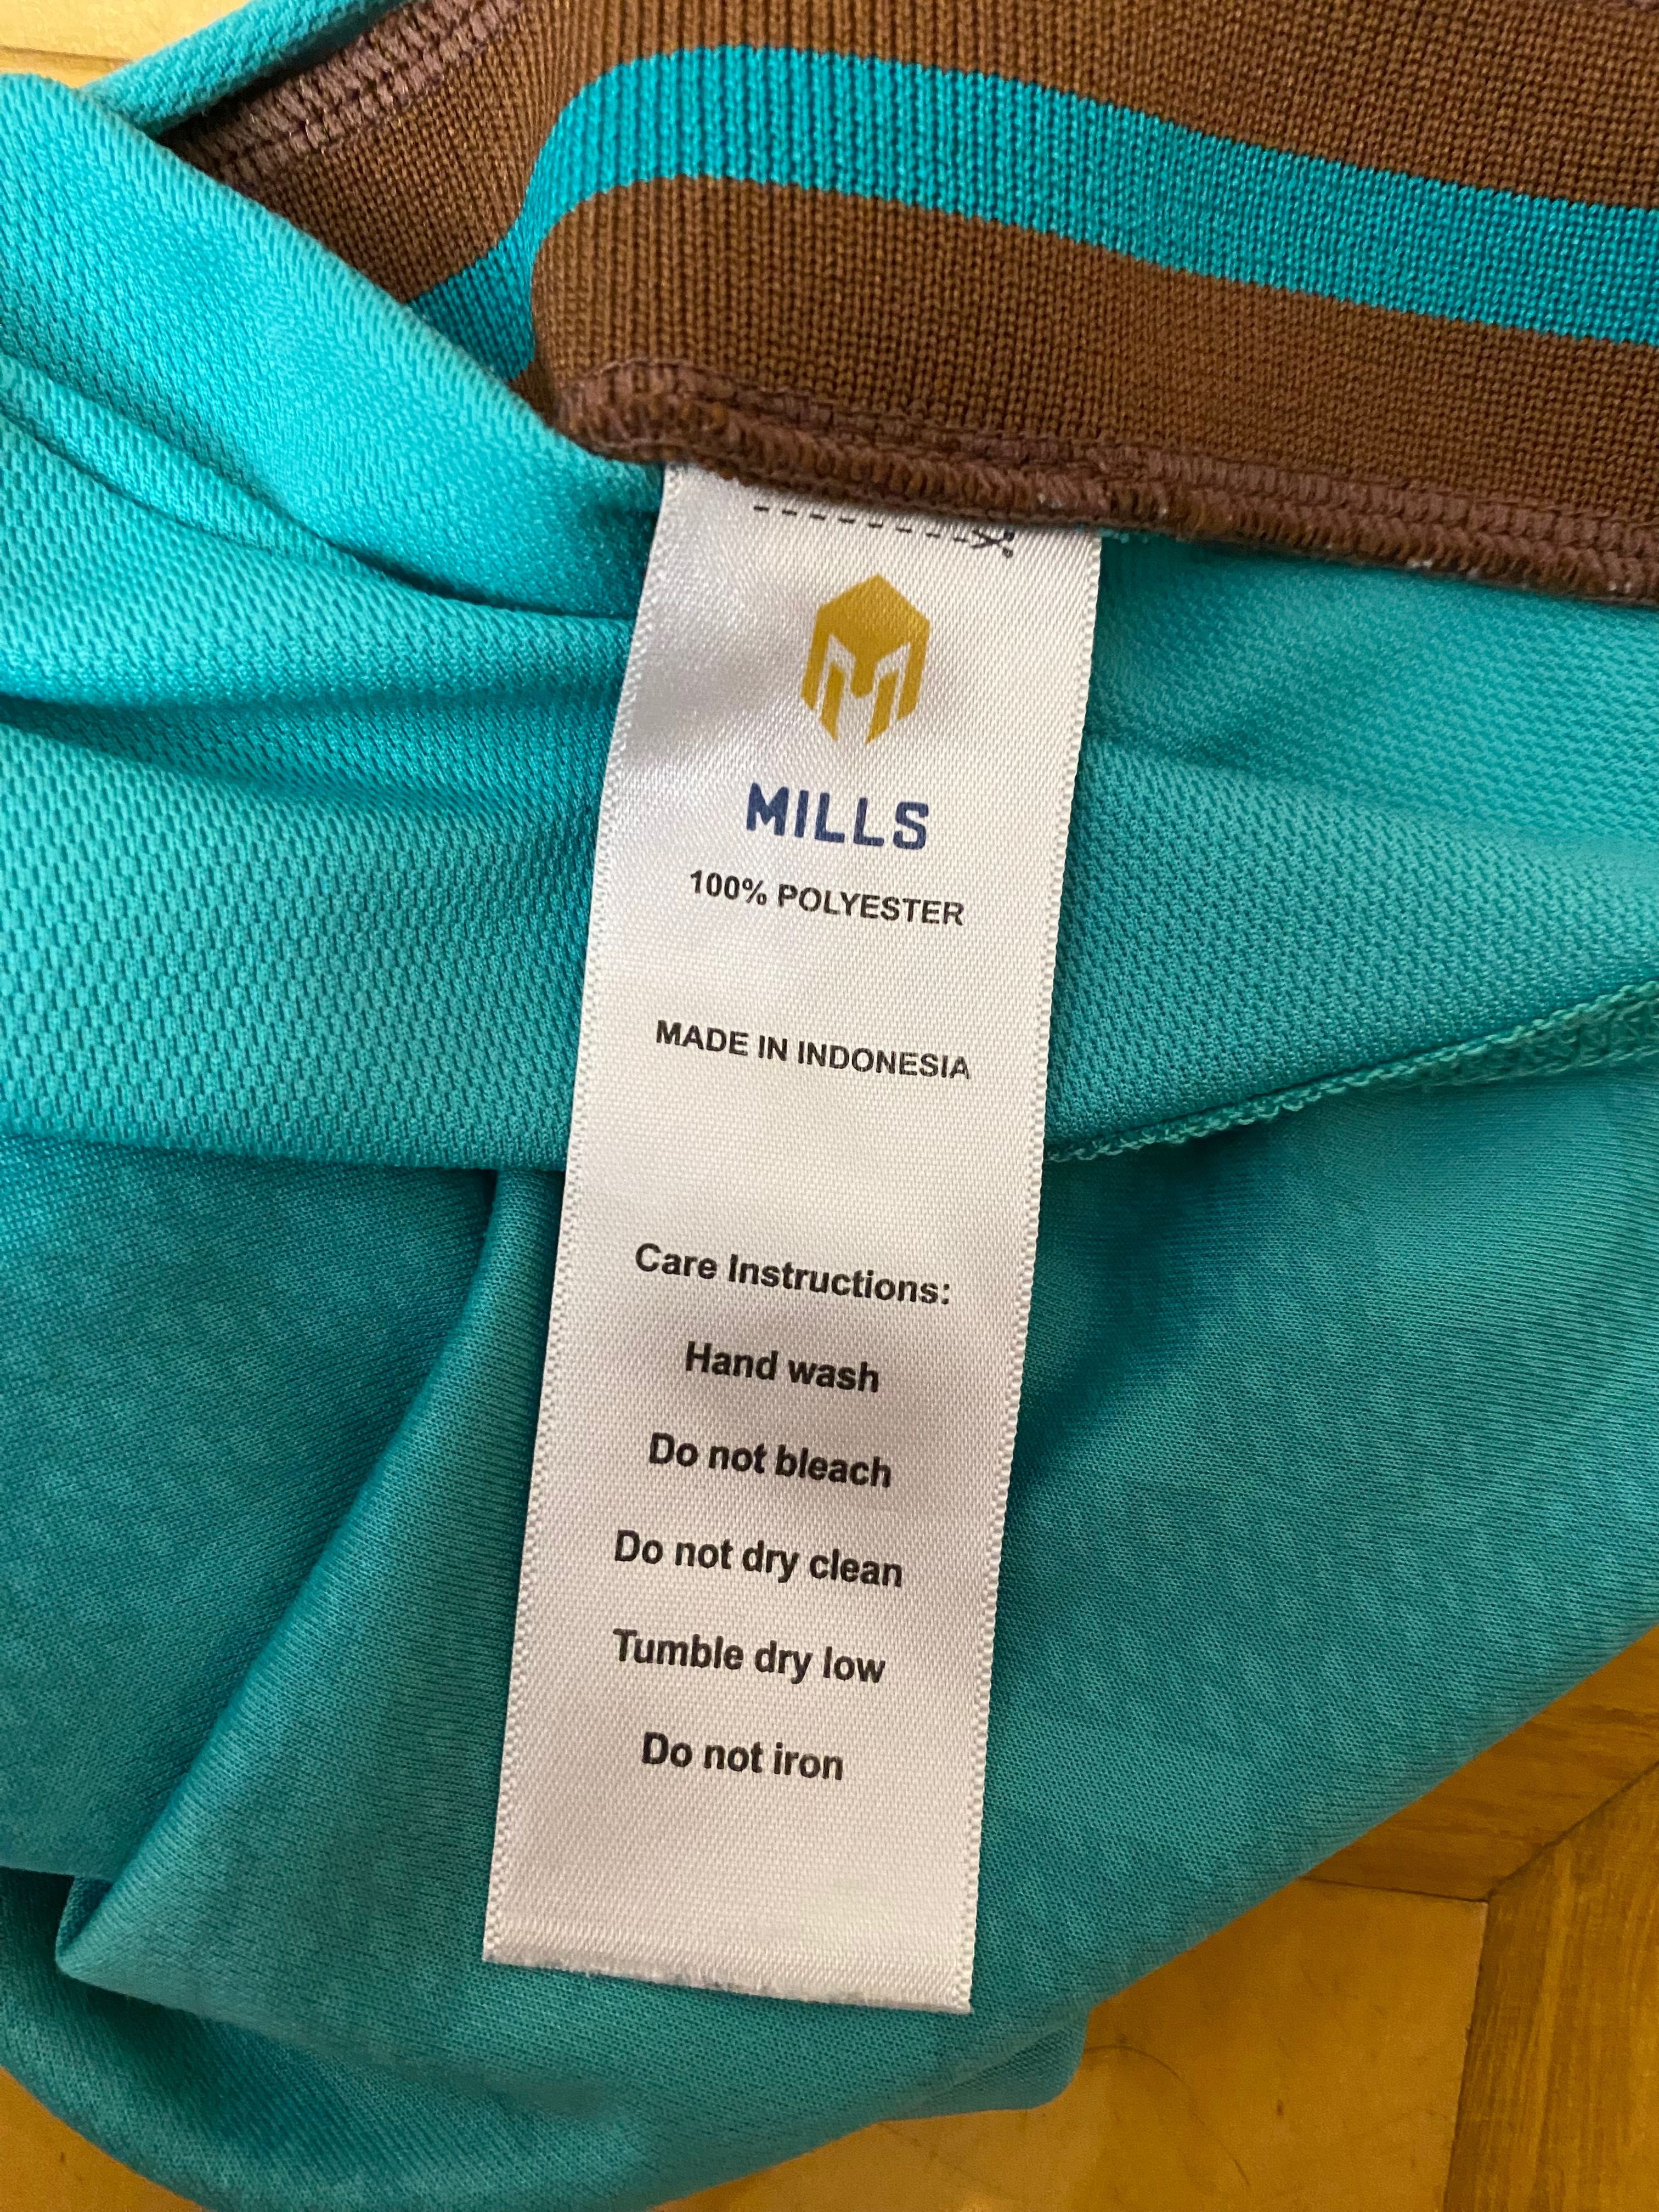 MILLS
100% POLYESTER
MADE IN INDONESIA
Care Instructions:
Hand wash
Do not bleach
Do not dry clean
Tumble dry low
Do not iron